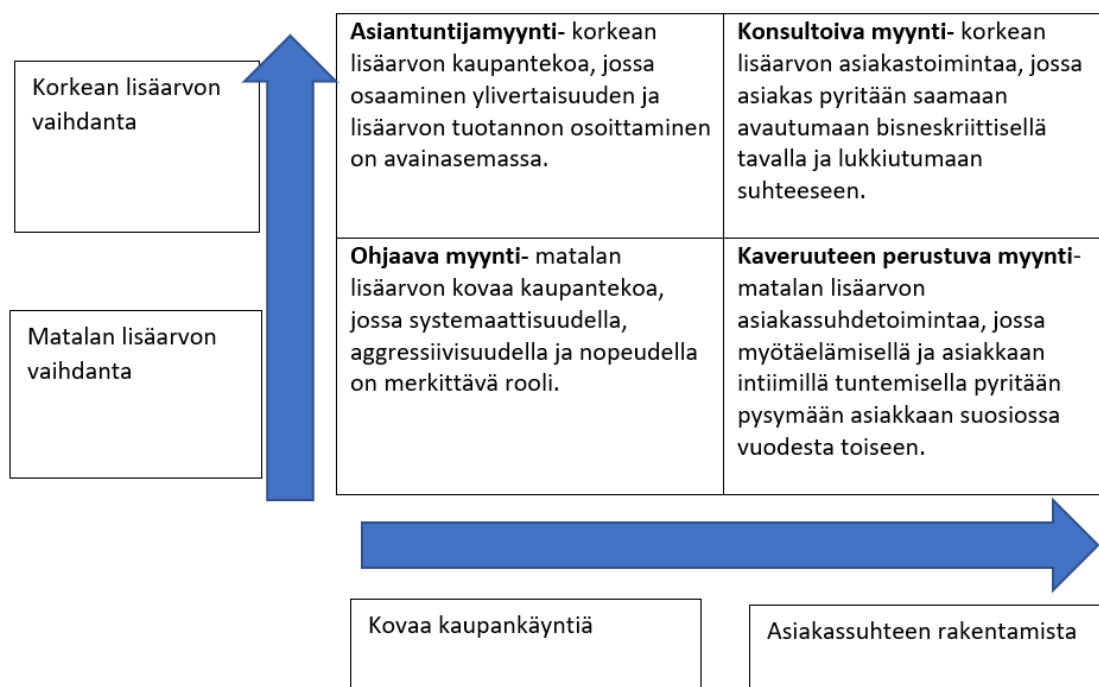 Korkean lisäarvon
vaihdanta
Asiantuntijamyynti- korkean
lisäarvon kaupantekoa, jossa
osaaminen ylivertaisuuden ja
lisäarvon tuotannon osoittaminen
on avainasemassa.
Konsultoiva myynti- korkean
lisäarvon asiakastoimintaa, jossa
asiakas pyritään saamaan
avautumaan bisneskriittisellä
tavalla ja lukkiutumaan
suhteeseen.
Matalan lisäarvon
vaihdanta
Ohjaava myynti- matalan
lisäarvon kovaa kaupantekoa,
jossa systemaattisuudella,
aggressiivisuudella ja nopeudella
on merkittävä rooli.
Kaveruuteen perustuva myynti-
matalan lisäarvon
asiakassuhdetoimintaa, jossa
myötäelämisellä ja asiakkaan
intiimillä tuntemisella pyritään
pysymään asiakkaan suosiossa
vuodesta toiseen.
Kovaa kaupankäyntiä
Asiakassuhteen rakentamista